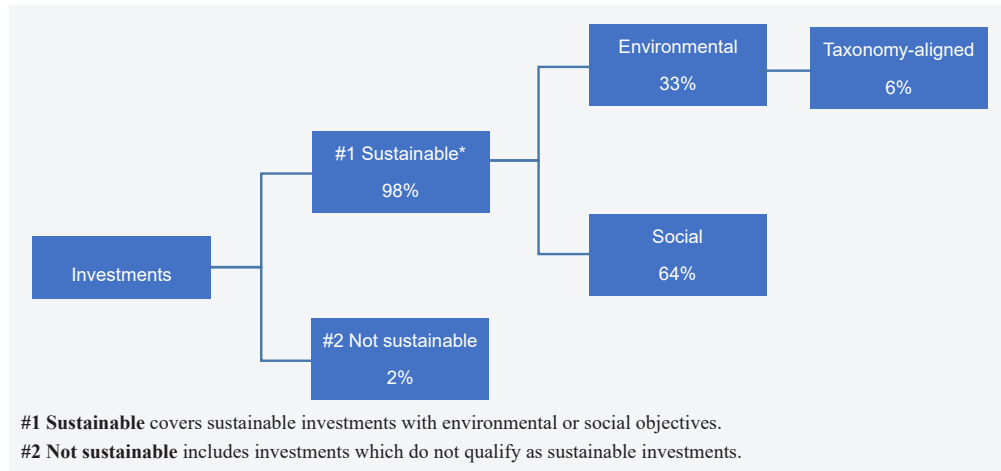 Environmental
33%
Taxonomy-aligned
6%
#1 Sustainable*
98%
Social
64%
Investments
#2 Not sustainable
2%
#1 Sustainable covers sustainable investments with environmental or social objectives.
#2 Not sustainable includes investments which do not qualify as sustainable investments.